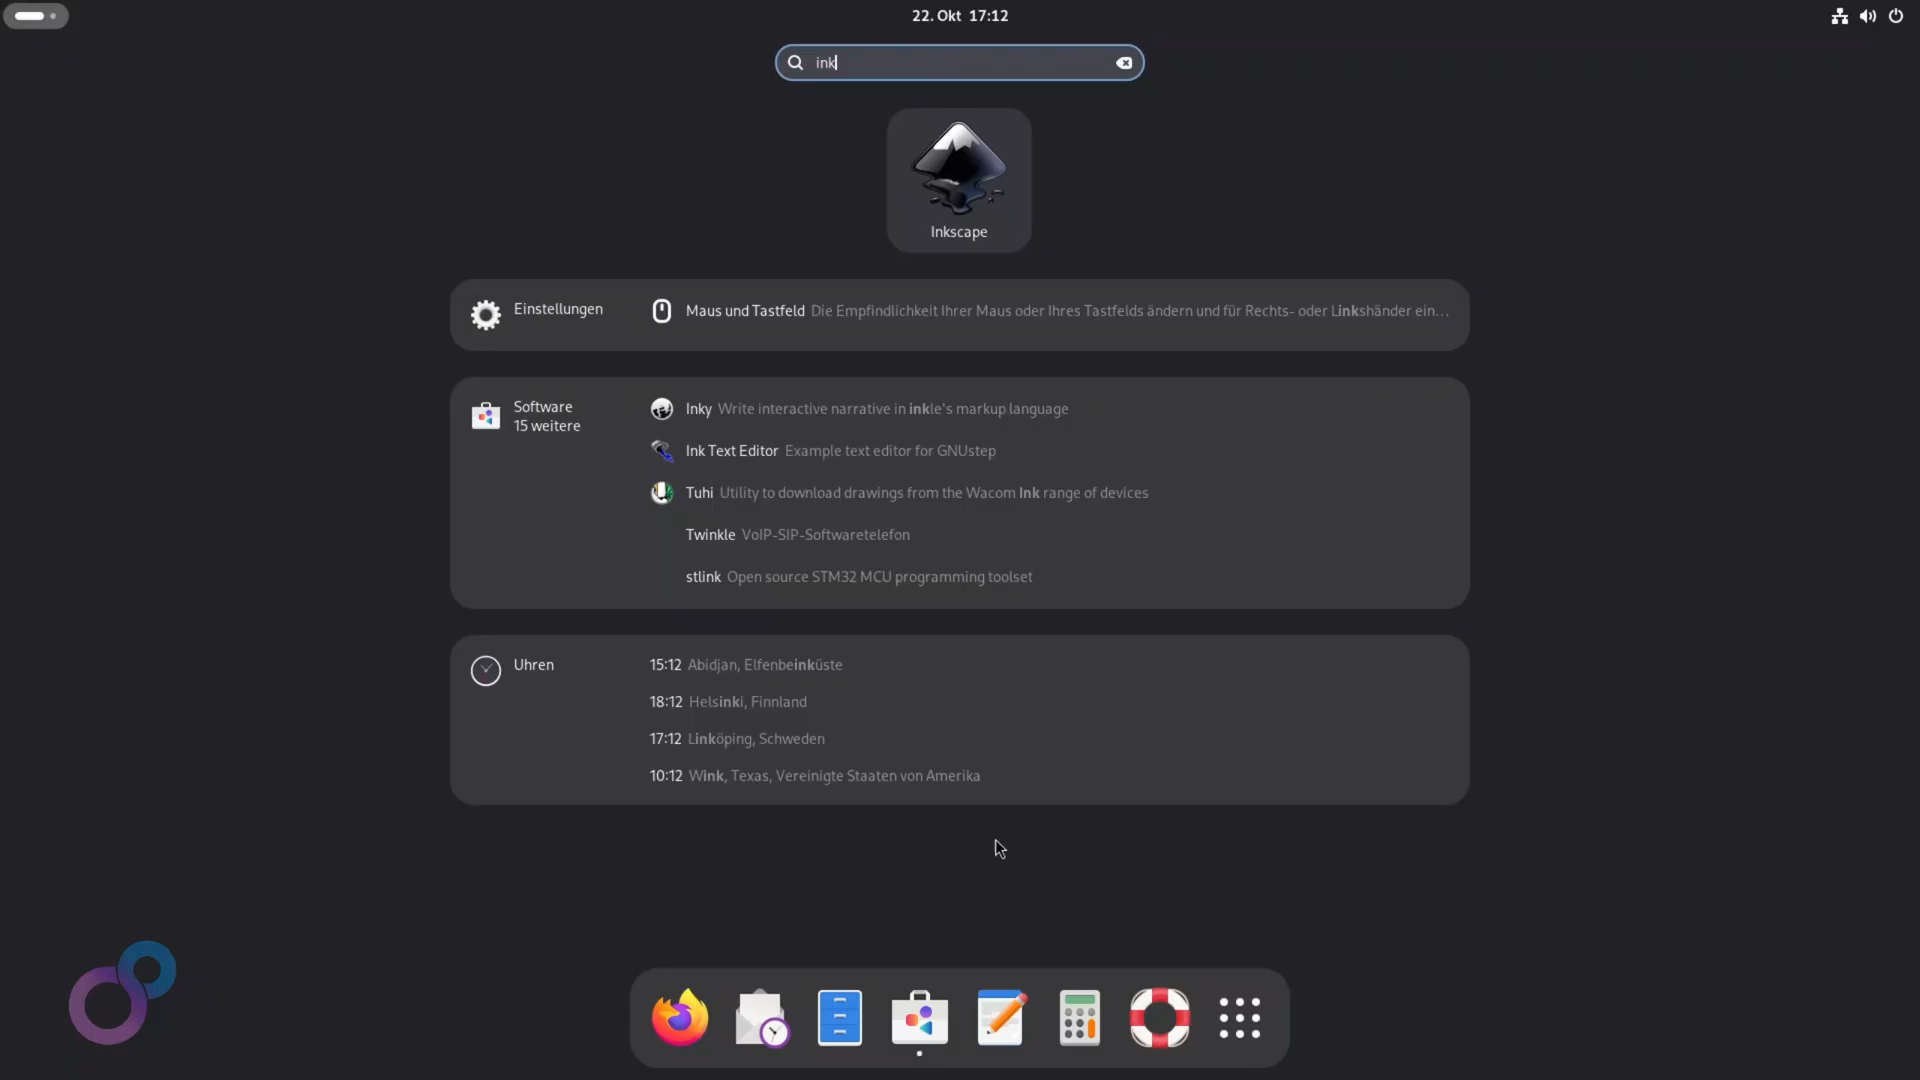 22. Okt 17:12
ink
Inkscape
Einstellungen
Maus und Tastfeld Die Empfindlichkeit Ihrer Maus oder Ihres Tastfelds ändern und für Rechts- oder Linkshänder ein…
Software
15 weitere
Inky Write interactive narrative in inkle's markup language
Ink Text Editor Example text editor for GNUstep
Tuhi Utility to download drawings from the Wacom Ink range of devices
Twinkle VoIP-SIP-Softwaretelefon
stlink Open source STM32 MCU programming toolset
Uhren
15:12 Abidjan, Elfenbeinküste
18:12 Helsinki, Finnland
17:12 Linköping, Schweden
10:12 Wink, Texas, Vereinigte Staaten von Amerika